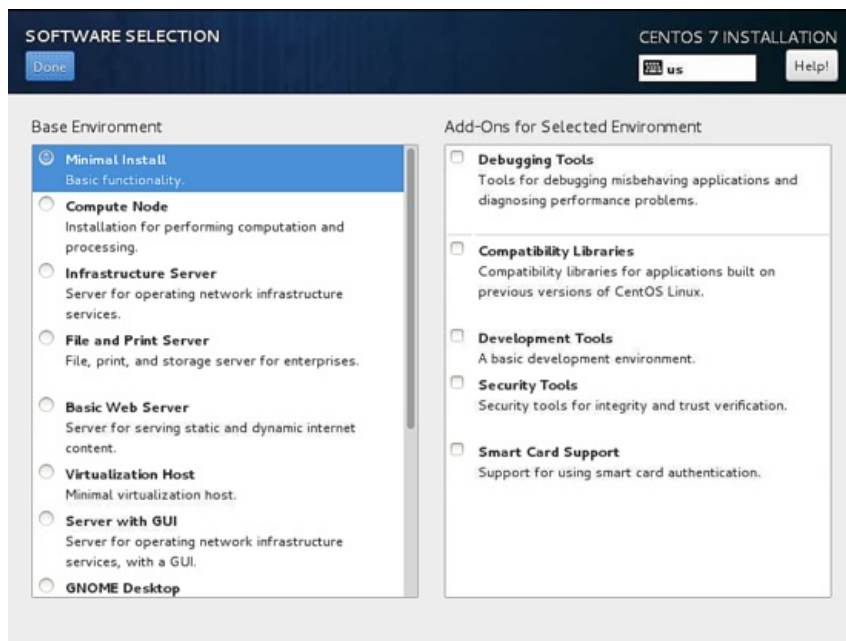 SOFTWARE SELECTION
Done
CENTOS 7 INSTALLATION
us
Help!
Base Environment
Minimal Install
Basic functionality.
Compute Node
Installation for performing computation and
processing.
Infrastructure Server
Server for operating network infrastructure
services.
File and Print Server
File, print, and storage server for enterprises.
Basic Web Server
Server for serving static and dynamic internet
content.
Virtualization Host
Minimal virtualization host.
Server with GUI
Server for operating network infrastructure
services, with a GUI.
GNOME Desktop
Add-Ons for Selected Environment
Debugging Tools
Tools for debugging misbehaving applications and
diagnosing performance problems.
Compatibility Libraries
Compatibility libraries for applications built on
previous versions of CentOS Linux.
Development Tools
A basic development environment.
Security Tools
Security tools for integrity and trust verification.
Smart Card Support
Support for using smart card authentication.